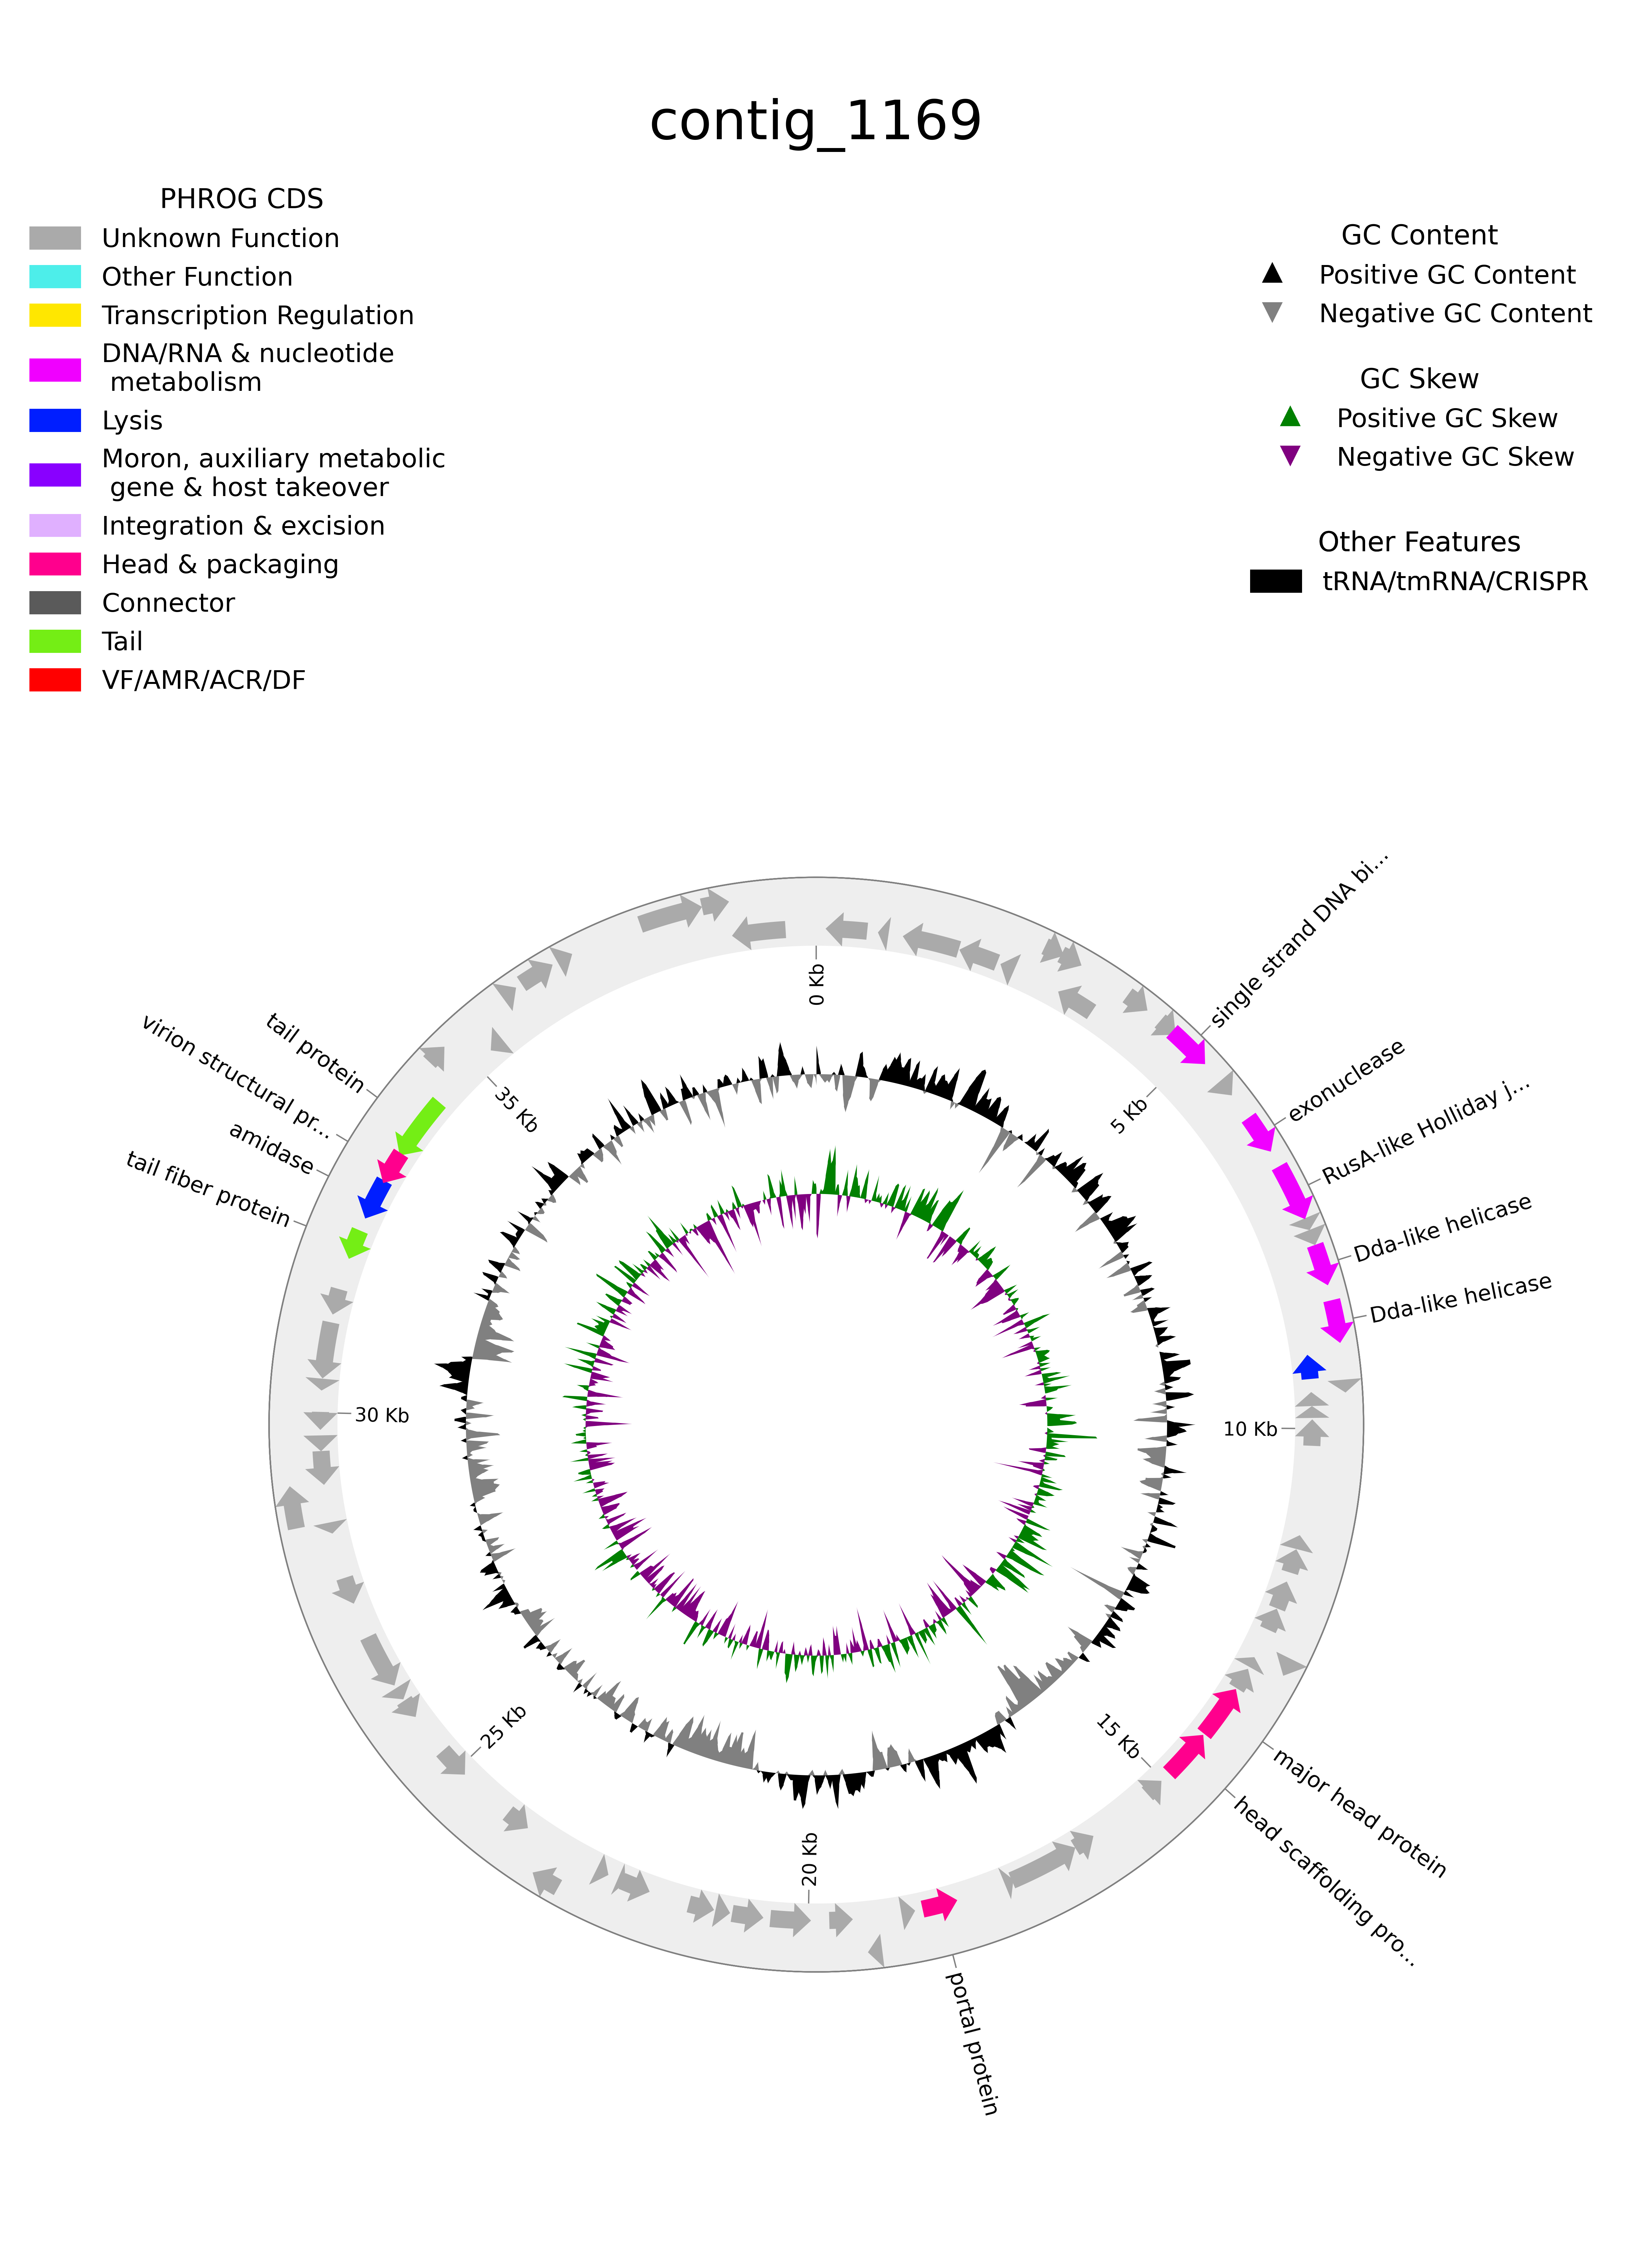 contig_1169
PHROG CDS
Unknown Function
Other Function
Transcription Regulation
DNA/RNA & nucleotide
metabolism
Lysis
Moron, auxiliary metabolic
gene & host takeover
Integration & excision
Head & packaging
Connector
Tail
VF/AMR/ACR/DF
GC Content
Positive GC Content
Negative GC Content
GC Skew
Positive GC Skew
Negative GC Skew
Other Features
tRNA/tmRNA/CRISPR
single strand DNA bi...
exonuclease
RusA-like Holliday j...
Dda-like helicase
Dda-like helicase
major head protein
head scaffolding pro...
portal protein
tail fiber protein
amidase
virion structural pr...
tail protein
0 Kb
5 Kb
10 Kb
15 Kb
20 Kb
25 Kb
30 Kb
35 Kb